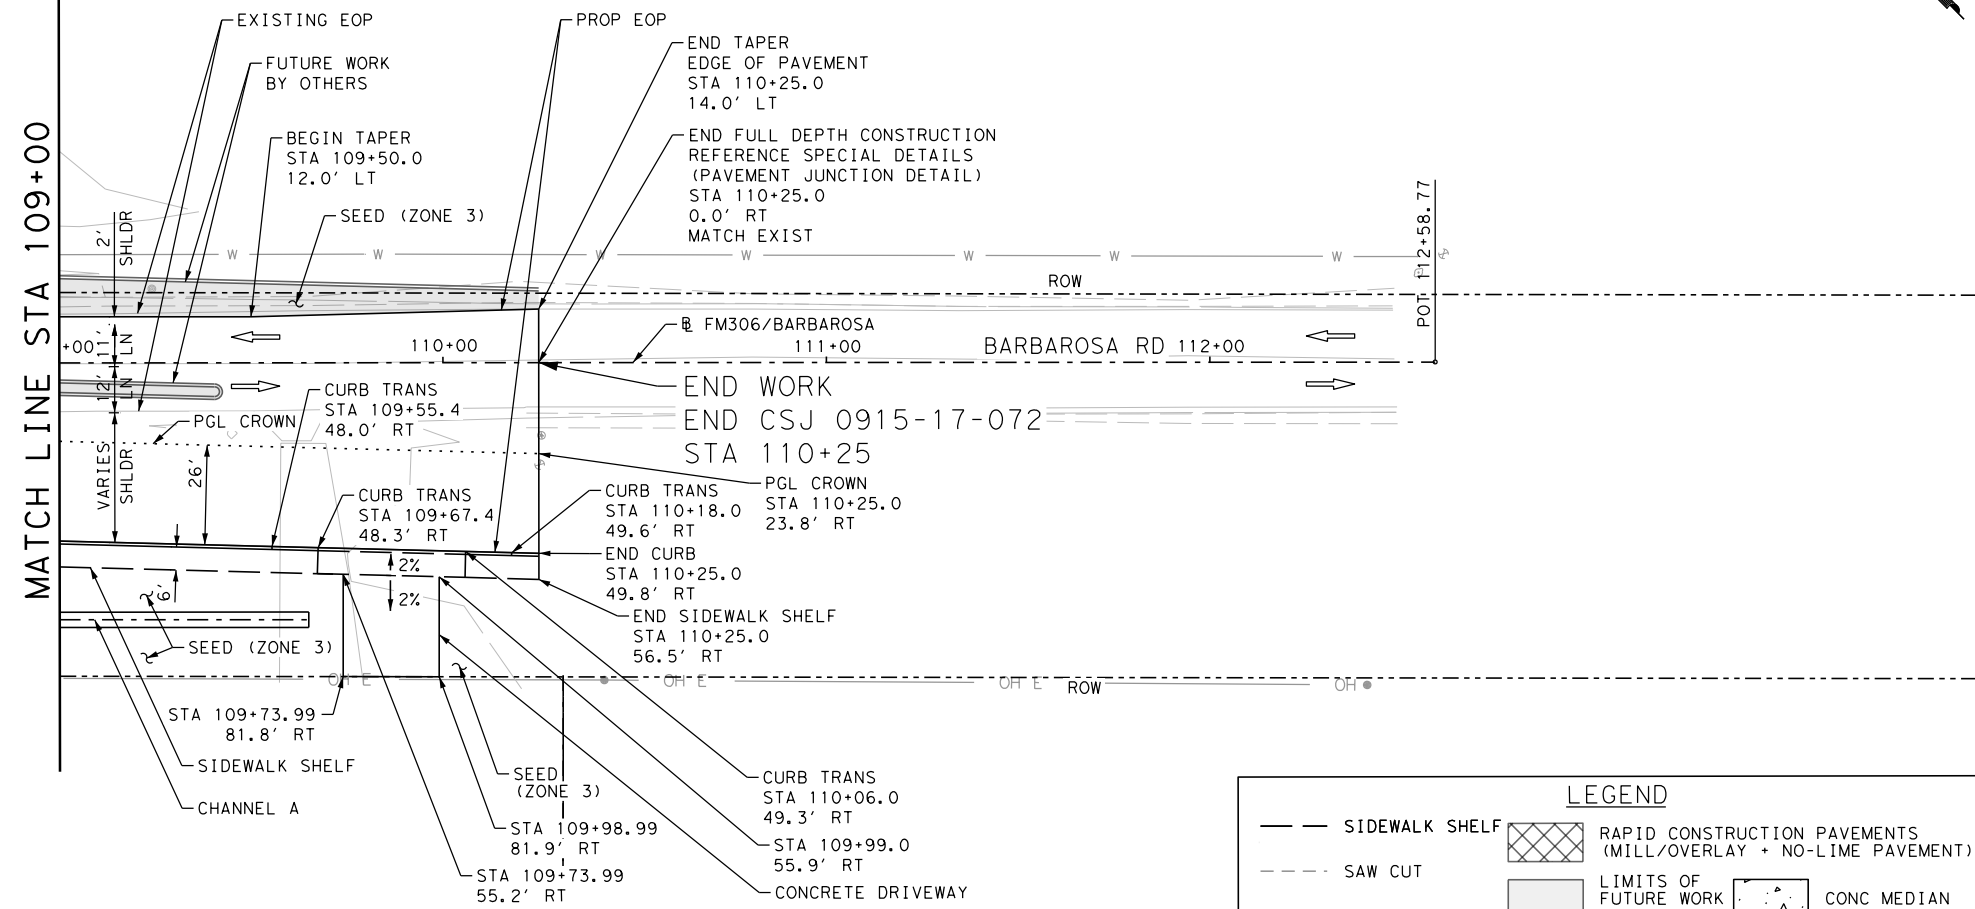 EXISTING EOP
PROP EOP
FUTURE WORK
BY OTHERS
END TAPER
EDGE OF PAVEMENT
STA 110+25.0
14.0' LT
BEGIN TAPER
STA 109+50.0
12.0' LT
END FULL DEPTH CONSTRUCTION
REFERENCE SPECIAL DETAILS
(PAVEMENT JUNCTION DETAIL)
STA 110+25.0
0.0' RT
MATCH EXIST
SEED (ZONE 3)
MATCH LINE STA 109+00
2'
SHLDR
W W W W W W W
ROW
POT 112+58.77
℄ FM306/BARBAROSA
+00
11'
LN
110+00
111+00
BARBAROSA RD
112+00
12'
LN
END WORK
END CSJ 0915-17-072
STA 110+25
CURB TRANS
STA 109+55.4
48.0' RT
PGL CROWN
VARIES
SHLDR
26'
CURB TRANS
STA 109+67.4
48.3' RT
CURB TRANS
STA 110+18.0
49.6' RT
PGL CROWN
STA 110+25.0
23.8' RT
END CURB
STA 110+25.0
49.8' RT
2%
2%
6'
END SIDEWALK SHELF
STA 110+25.0
56.5' RT
SEED (ZONE 3)
OH E
OH E
OH E
OH
ROW
STA 109+73.99
81.8' RT
SIDEWALK SHELF
CHANNEL A
SEED
(ZONE 3)
STA 109+98.99
81.9' RT
STA 109+73.99
55.2' RT
CURB TRANS
STA 110+06.0
49.3' RT
STA 109+99.0
55.9' RT
CONCRETE DRIVEWAY
LEGEND
SIDEWALK SHELF
RAPID CONSTRUCTION PAVEMENTS
(MILL/OVERLAY + NO-LIME PAVEMENT)
SAW CUT
LIMITS OF
FUTURE WORK
CONC MEDIAN